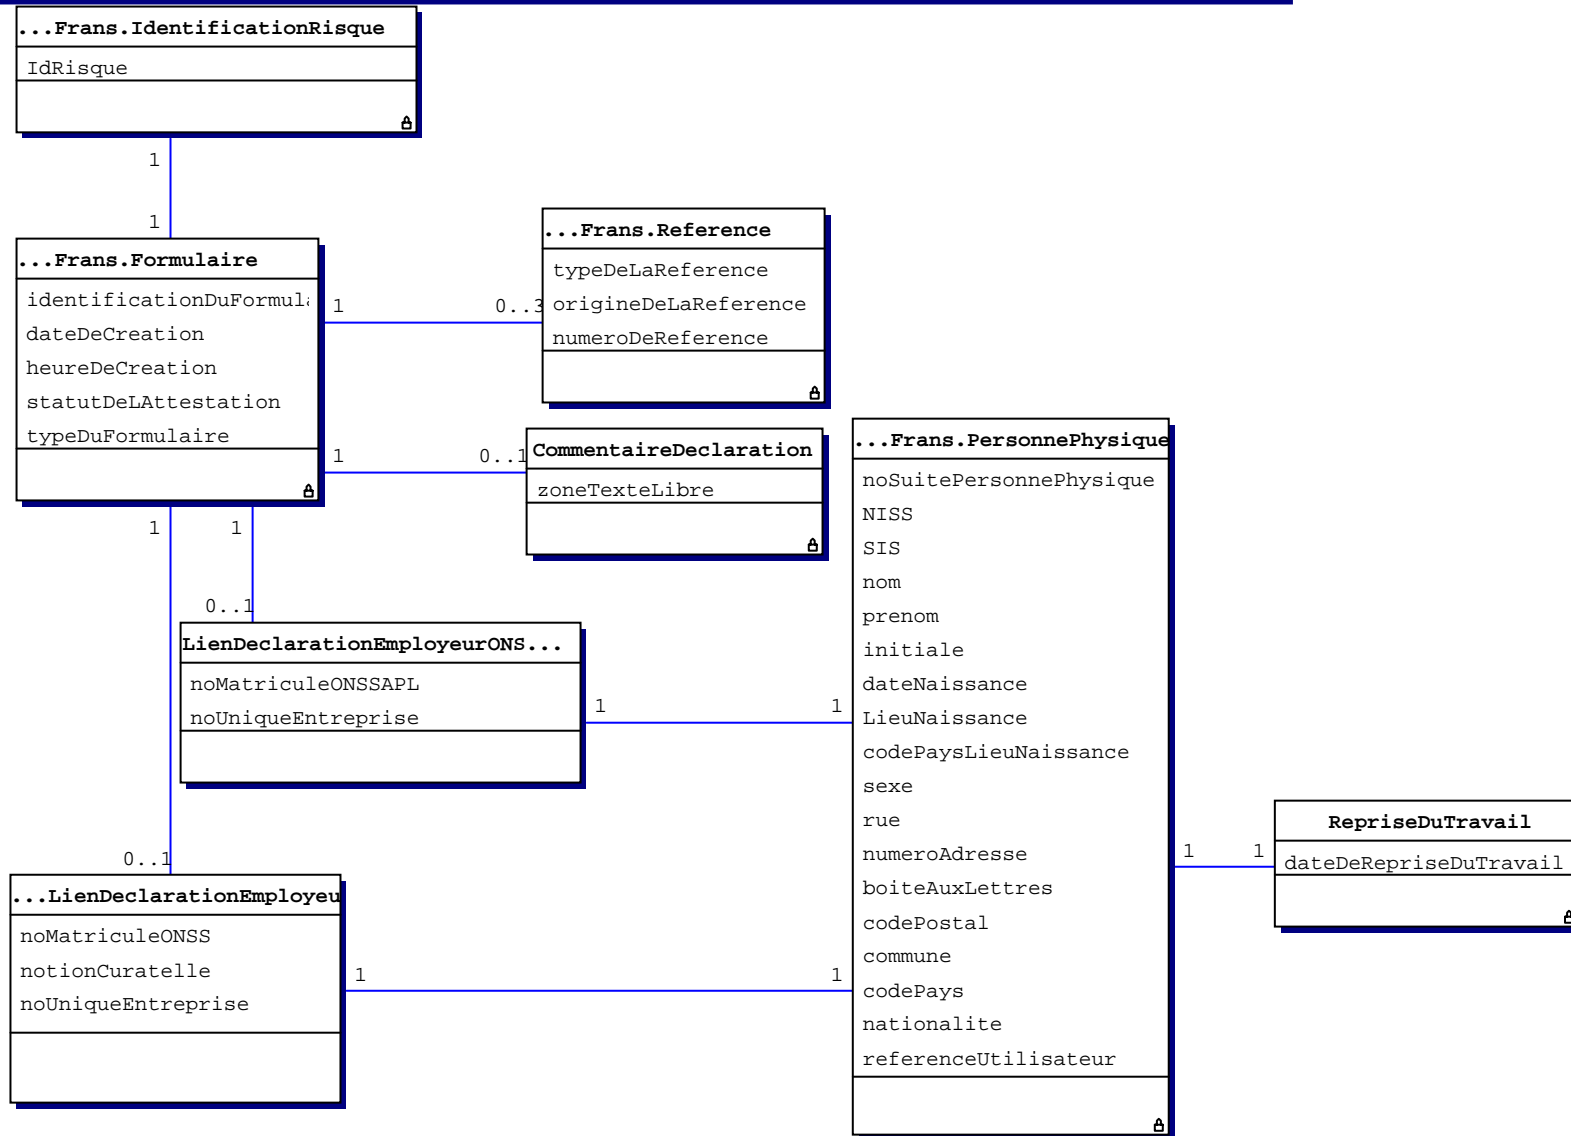 ...Frans.IdentificationRisque
IdRisque
1
1
...Frans.Formulaire
identificationDuFormul
dateDeCreation
heureDeCreation
statutDeLAttestation
typeDuFormulaire
1
0..3
...Frans.Reference
typeDeLaReference
origineDeLaReference
numeroDeReference
1
0..1
CommentaireDeclaration
zoneTexteLibre
1
1
0..1
LienDeclarationEmployeurONS...
noMatriculeONSSAPL
noUniqueEntreprise
1
1
0..1
...LienDeclarationEmployeu
noMatriculeONSS
notionCuratelle
noUniqueEntreprise
1
1
...Frans.PersonnePhysique
noSuitePersonnePhysique
NISS
SIS
nom
prenom
initiale
dateNaissance
LieuNaissance
codePaysLieuNaissance
sexe
rue
numeroAdresse
boiteAuxLettres
codePostal
commune
codePays
nationalite
referenceUtilisateur
1
1
RepriseDuTravail
dateDeRepriseDuTravail